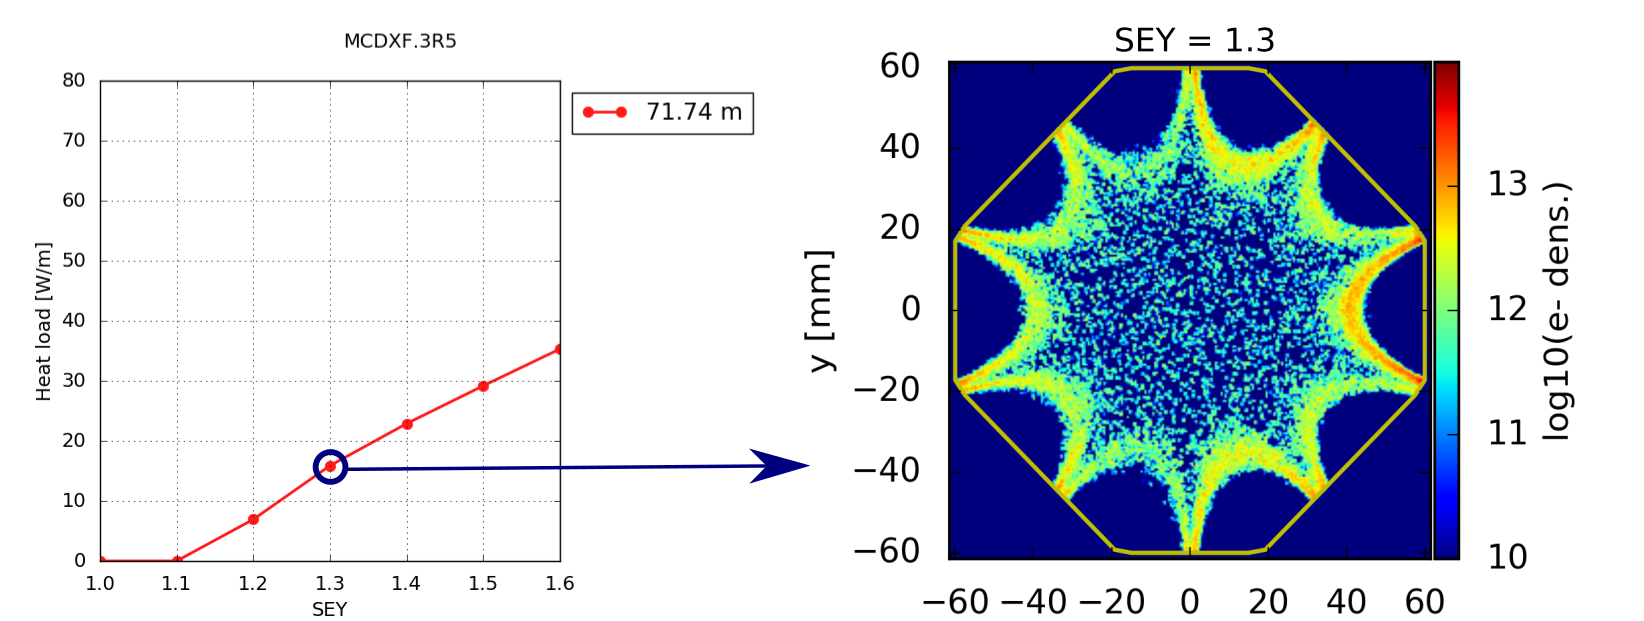 MCDXF.3R5
80
70
60
50
40
30
20
10
0
Heat load [W/m]
1.0 1.1 1.2 1.3 1.4 1.5 1.6
SEY
71.74 m
SEY = 1.3
60
40
20
0
−20
−40
−60
y [mm]
−60 −40 −20 0 20 40 60
13
12
11
10
log10(e- dens.)